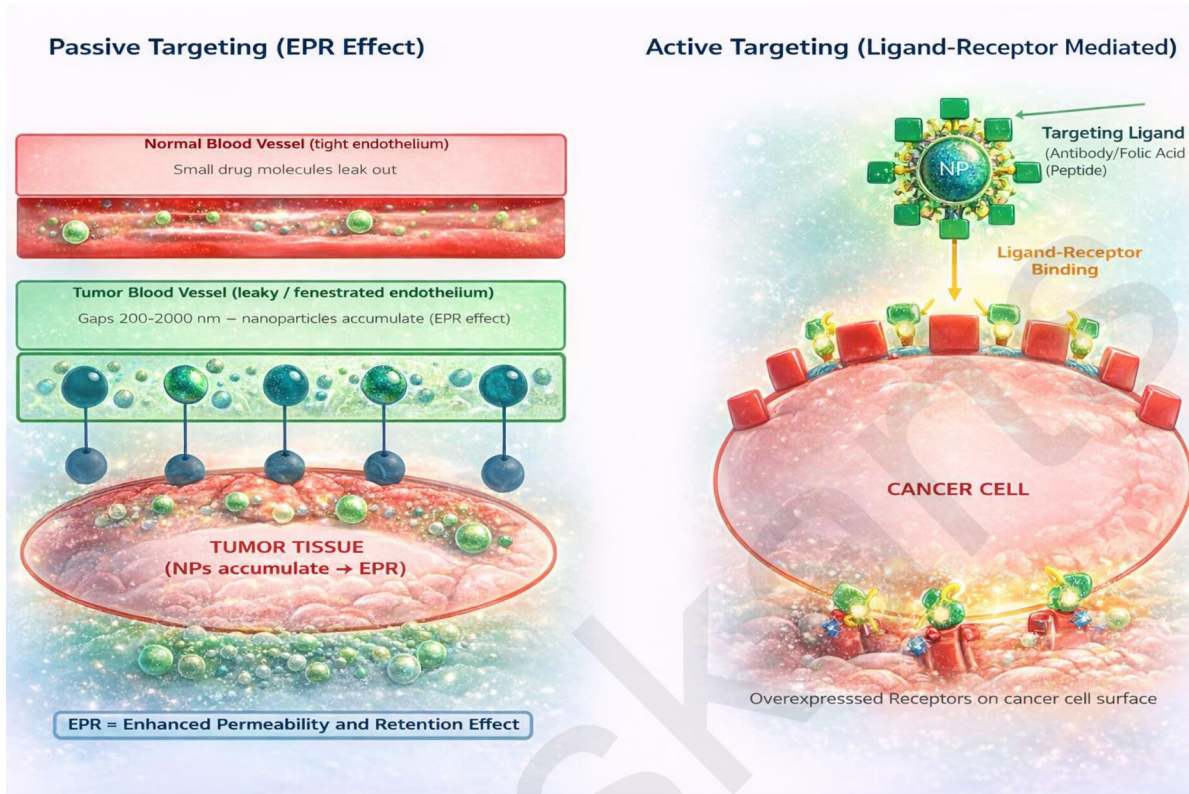 Passive Targeting (EPR Effect)
Normal Blood Vessel (tight endothelium)
Small drug molecules leak out
Tumor Blood Vessel (leaky / fenestrated endotheiium)
Gaps 200-2000 nm – nanoparticles accumulate (EPR effect)
TUMOR TISSUE
(NPs accumulate → EPR)
EPR = Enhanced Permeability and Retention Effect
Active Targeting (Ligand-Receptor Mediated)
NP
Targeting Ligand
(Antibody/Folic Acid
(Peptide)
Ligand-Receptor
Binding
CANCER CELL
Overexpresssed Receptors on cancer cell surface